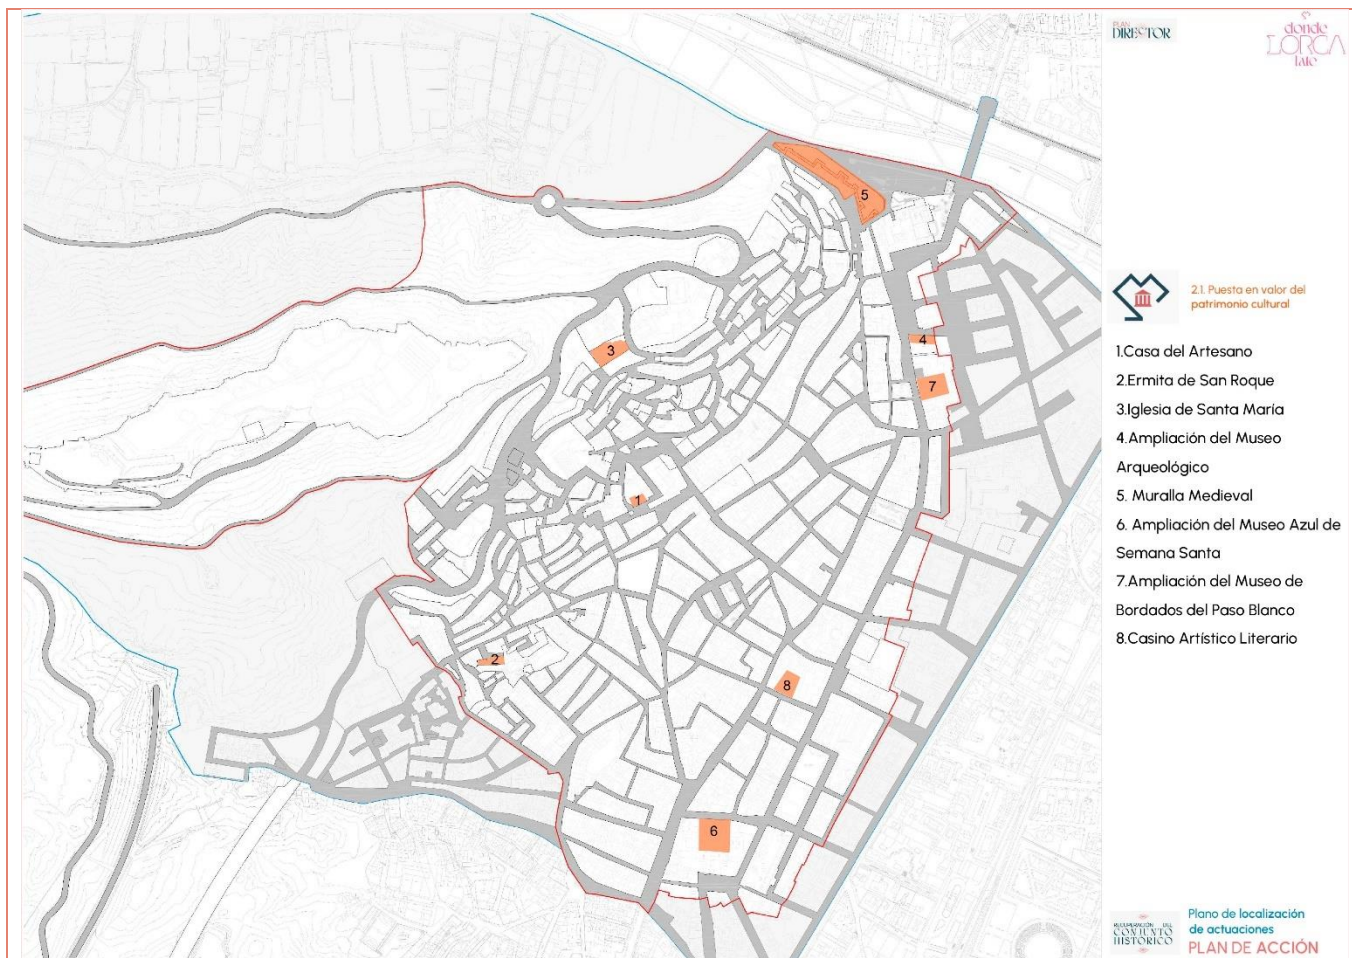 PLAN
DIRECTOR
donde
LORCA
late
5
4
3
7
1
2
8
6
2.1. Puesta en valor del
patrimonio cultural
1.Casa del Artesano
2.Ermita de San Roque
3.Iglesia de Santa María
4.Ampliación del Museo
Arqueológico
5. Muralla Medieval
6. Ampliación del Museo Azul de
Semana Santa
7.Ampliación del Museo de
Bordados del Paso Blanco
8.Casino Artístico Literario
RECUPERACIÓN DEL
CONJUNTO
HISTÓRICO
Plano de localización
de actuaciones
PLAN DE ACCIÓN